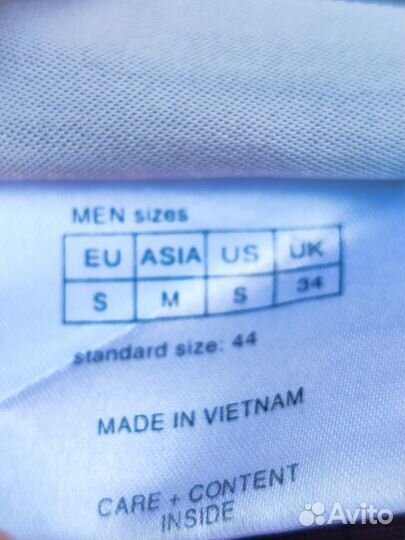 MEN sizes
EU ASIA US UK
S M S 34
standard size: 44
MADE IN VIETNAM
CARE + CONTENT
INSIDE
Avito